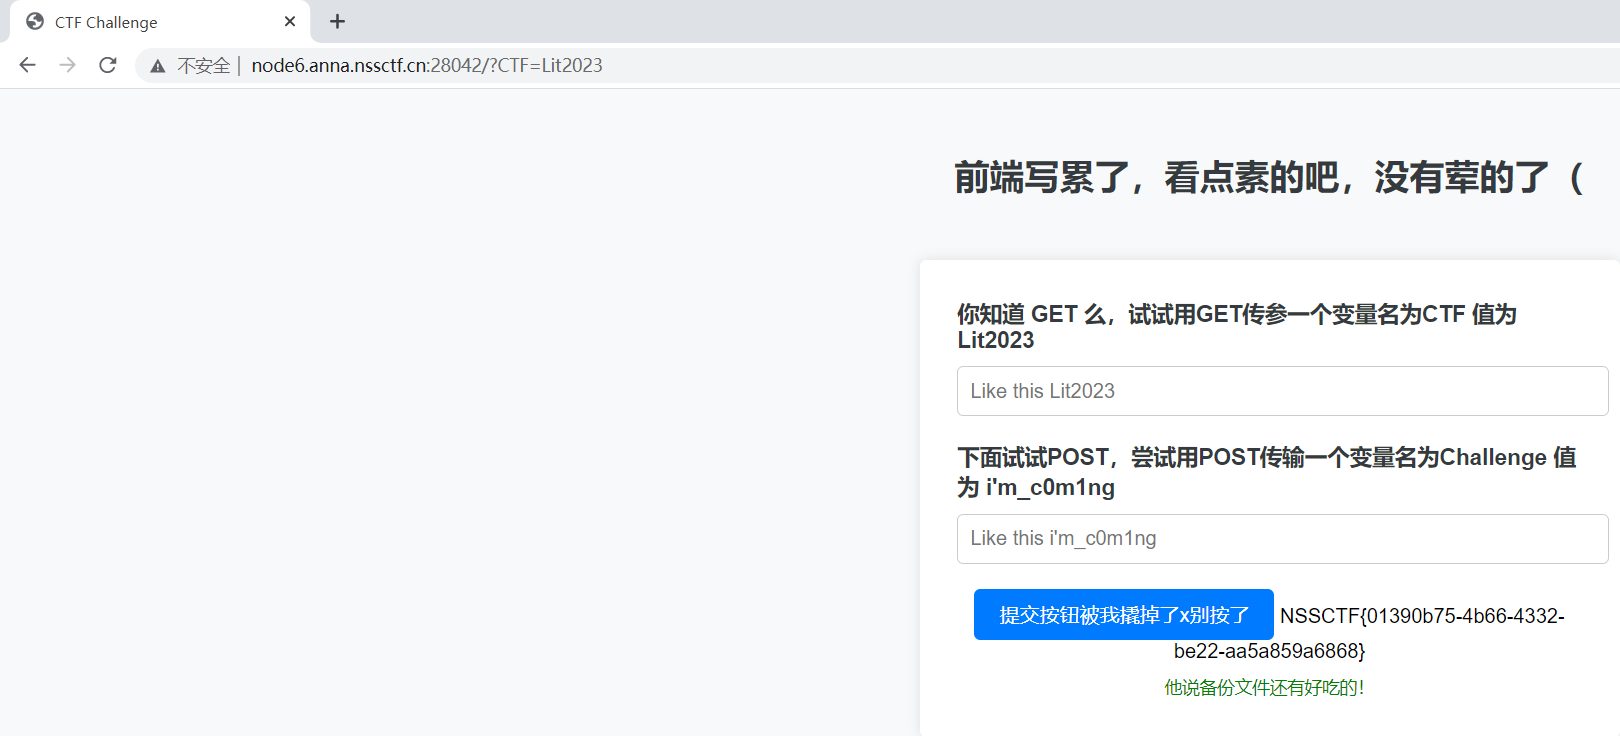 CTF Challenge
不安全 | node6.anna.nssctf.cn:28042/?CTF=Lit2023
前端写累了，看点素的吧，没有荤的了（
你知道 GET 么，试试用GET传参一个变量名为CTF 值为
Lit2023
Like this Lit2023
下面试试POST，尝试用POST传输一个变量名为Challenge 值
为 i'm_c0m1ng
Like this i'm_c0m1ng
提交按钮被我撬掉了x别按了 NSSCTF{01390b75-4b66-4332-
be22-aa5a859a6868}
他说备份文件还有好吃的！